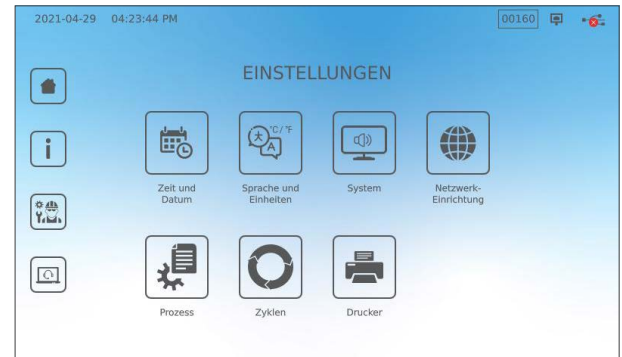 2021-04-29 04:23:44 PM
00160
EINSTELLUNGEN
°C/ °F
A
i
Zeit und
Datum
Sprache und
Einheiten
System
Netzwerk-
Einrichtung
Prozess
Zyklen
Drucker